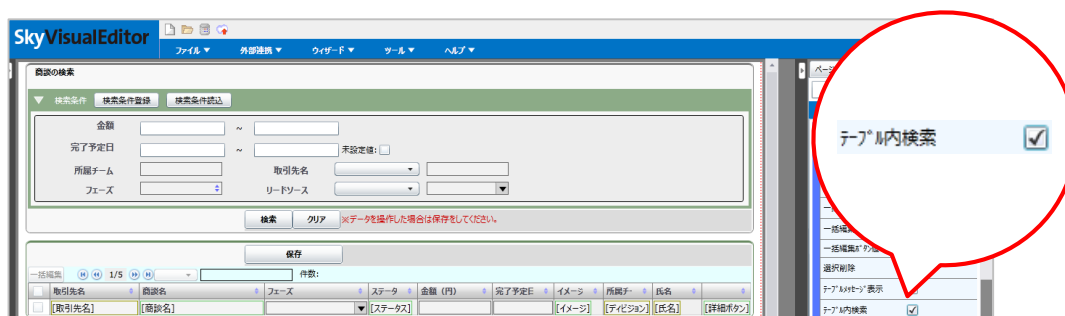 SkyVisualEditor
ファイル ▼ 外部連携 ▼ ウィザード ▼ ツール ▼ ヘルプ ▼
商談の検索
▼ 検索条件 検索条件登録 検索条件読込
金額 ～
完了予定日 ～ 未設定値:
所属チーム 取引先名
フェーズ リードソース
検索 クリア ※データを操作した場合は保存をしてください。
保存
一括編集 1/5 件数:
取引先名 商談名 フェーズ ステータ 金額（円） 完了予定E イメージ 所属チ- 氏名
[取引先名] [商談名] [ステータス] [イメージ] [ディビジョン] [氏名] [詳細ボタン]
ﾃｰﾌﾞﾙ内検索
選択削除
ﾃｰﾌﾞﾙﾒｯｾｰｼﾞ表示
ﾃｰﾌﾞﾙ内検索